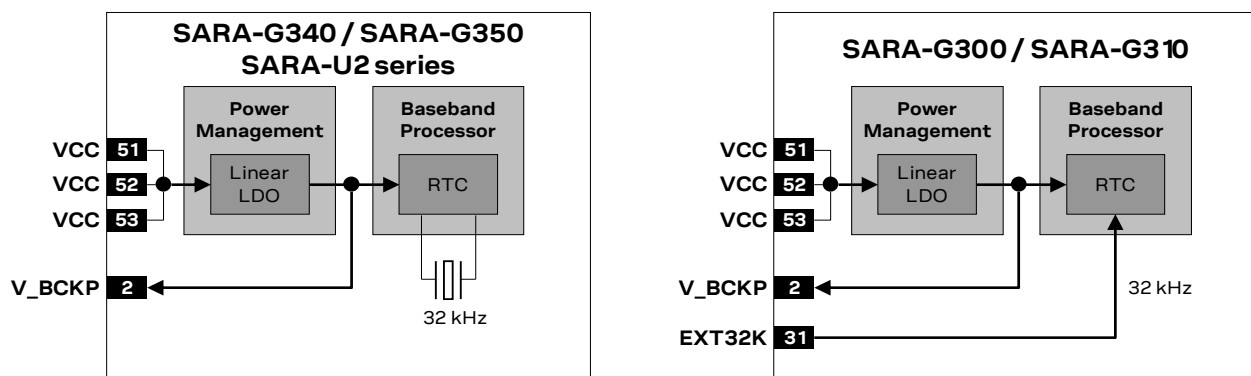 SARA-G340 / SARA-G350
SARA-U2 series
Power
Management
Baseband
Processor
VCC 51
VCC 52
VCC 53
Linear
LDO
RTC
V_BCKP 2
32 kHz
SARA-G300 / SARA-G310
Power
Management
Baseband
Processor
VCC 51
VCC 52
VCC 53
Linear
LDO
RTC
V_BCKP 2
32 kHz
EXT32K 31